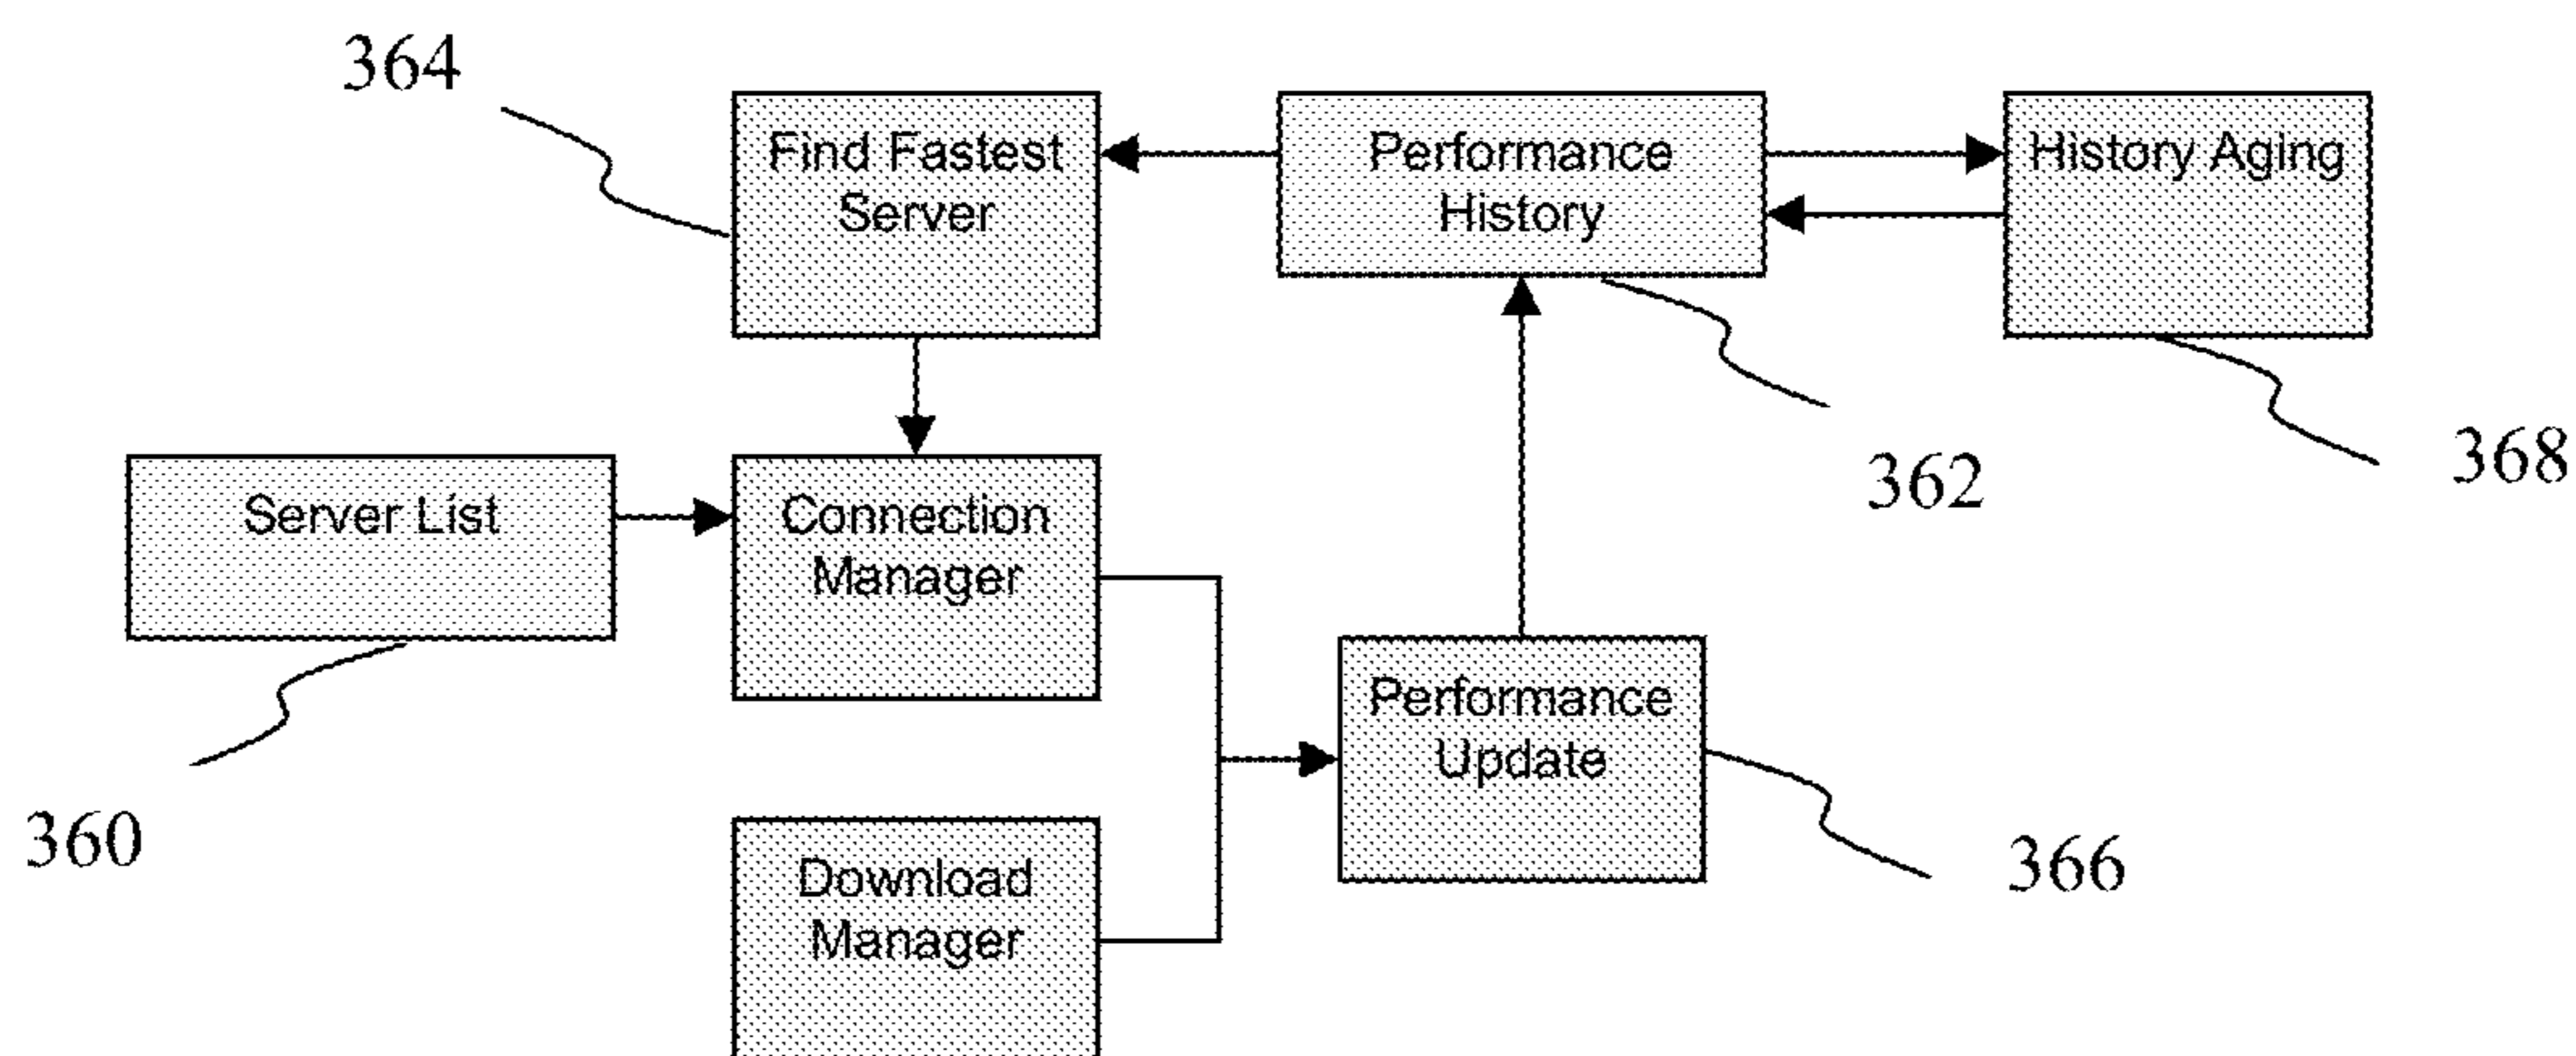 364
Find Fastest
Server
Performance
History
History Aging
Server List
Connection
Manager
362
368
Performance
Update
360
Download
Manager
366